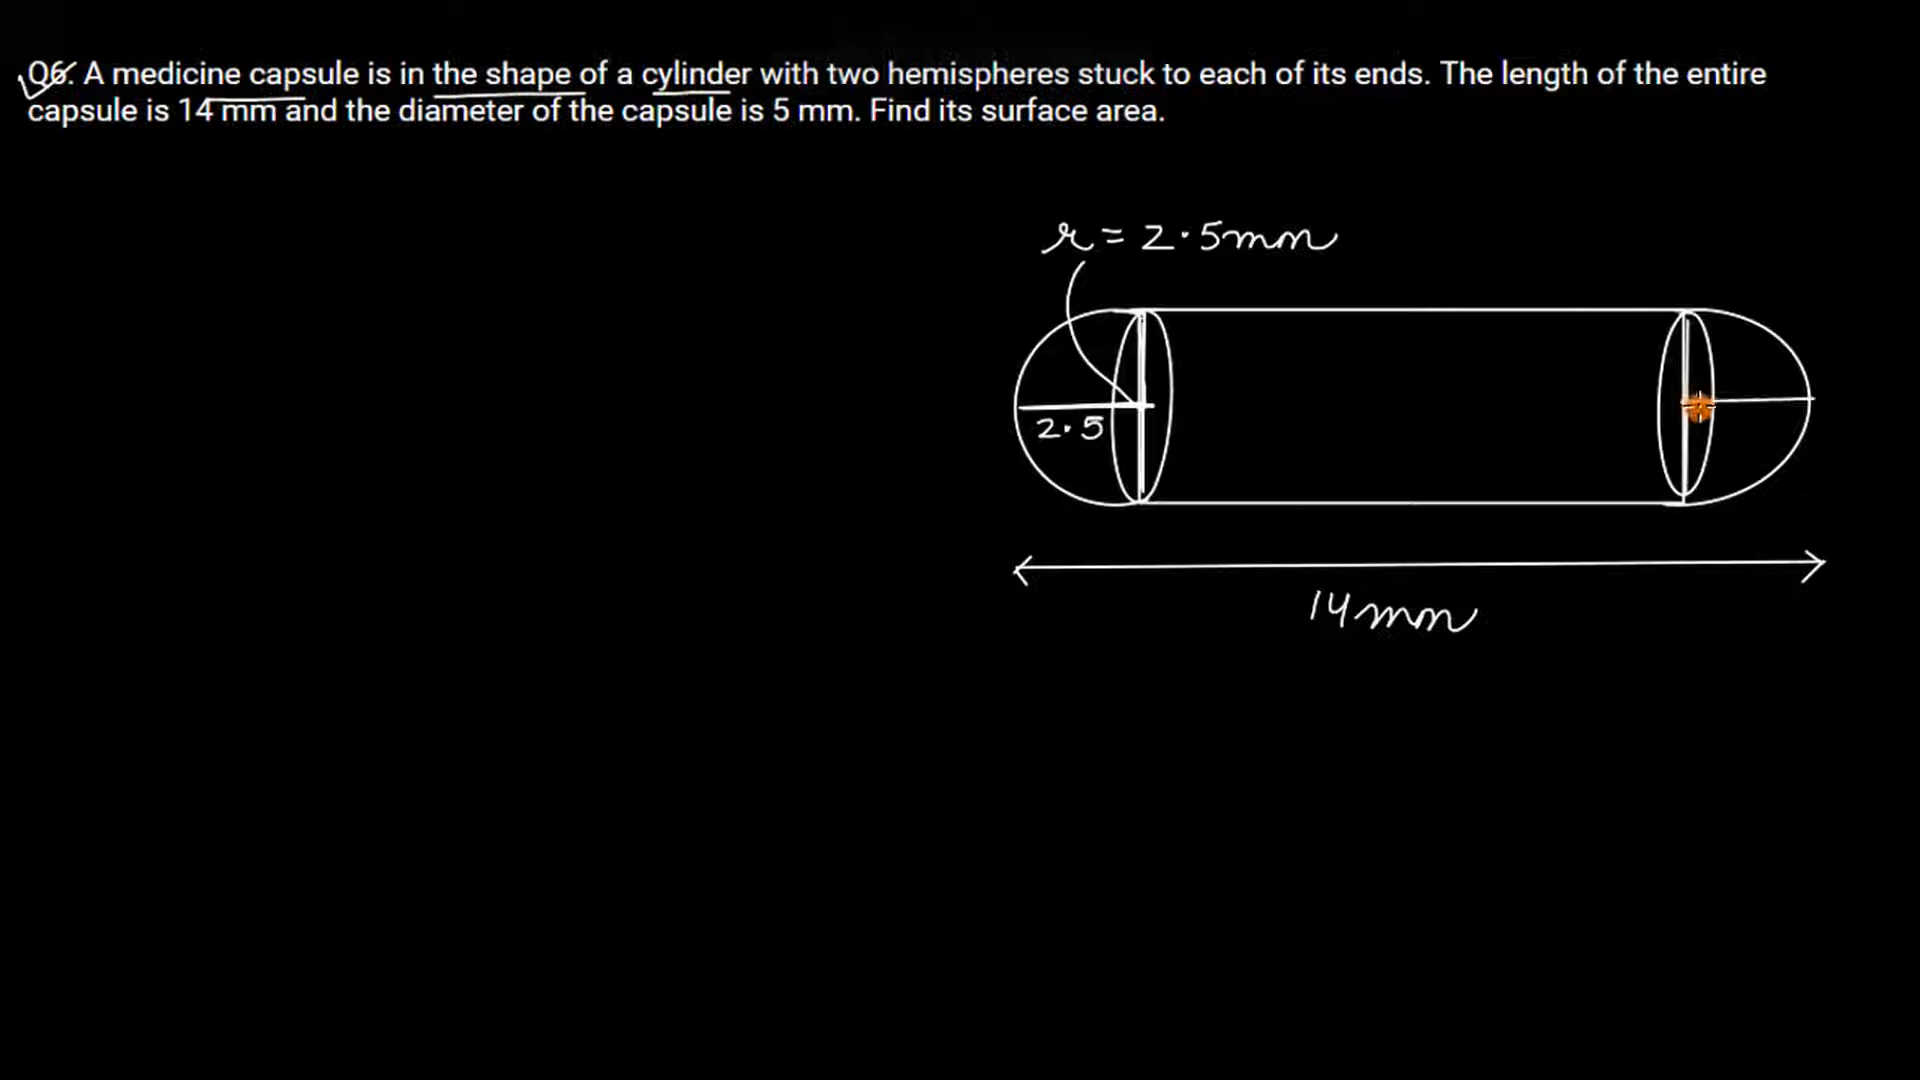 Q6. A medicine capsule is in the shape of a cylinder with two hemispheres stuck to each of its ends. The length of the entire
capsule is 14 mm and the diameter of the capsule is 5 mm. Find its surface area.
r = 2.5mm
2.5
14mm